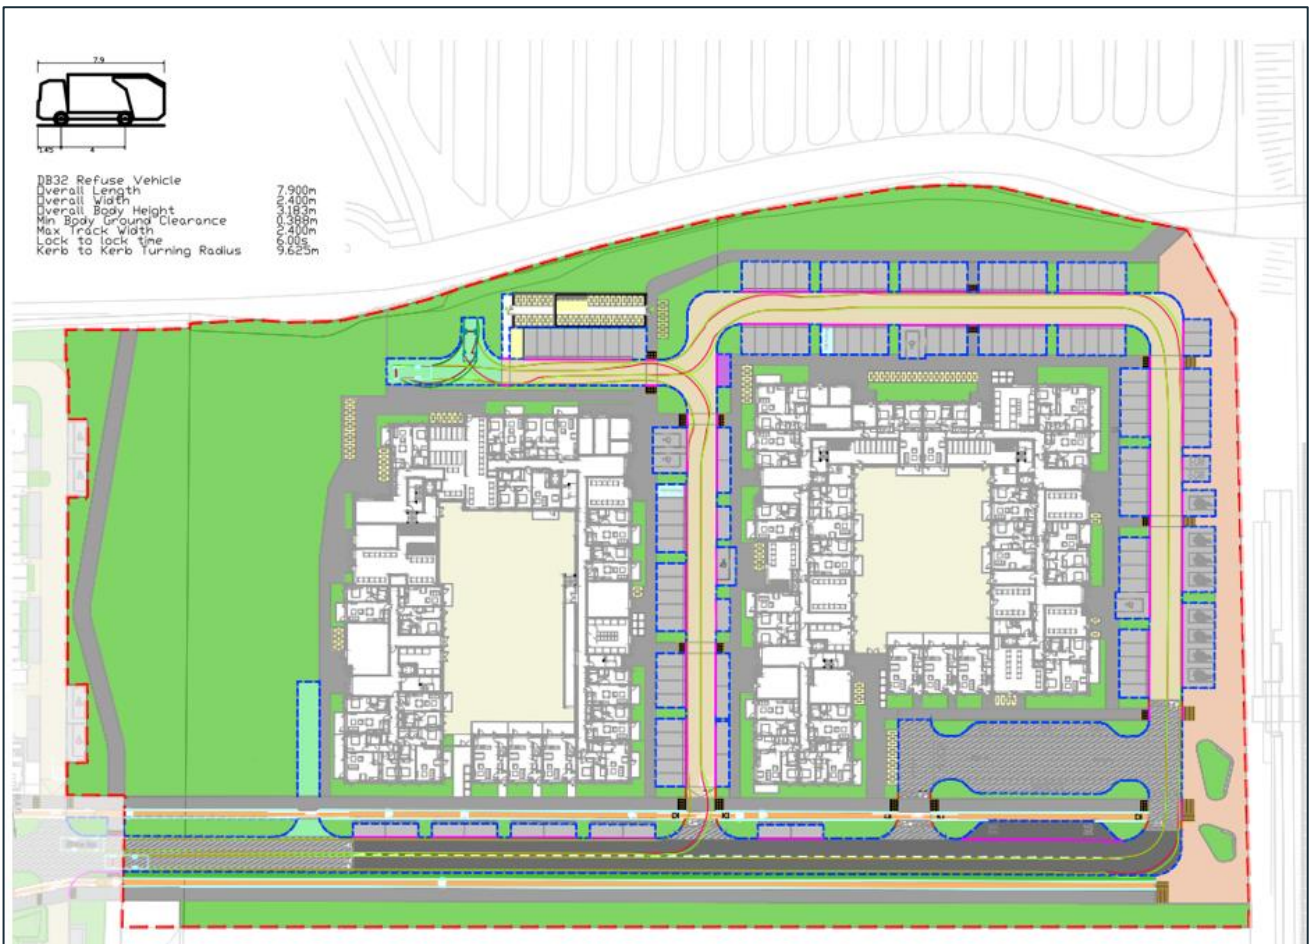 7.9
1.45
4
DB32 Refuse Vehicle
Overall Length 7.900m
Overall Width 2.400m
Overall Body Height 3.183m
Min Body Ground Clearance 0.388m
Max Track Width 2.400m
Lock to lock time 6.00s
Kerb to Kerb Turning Radius 9.625m